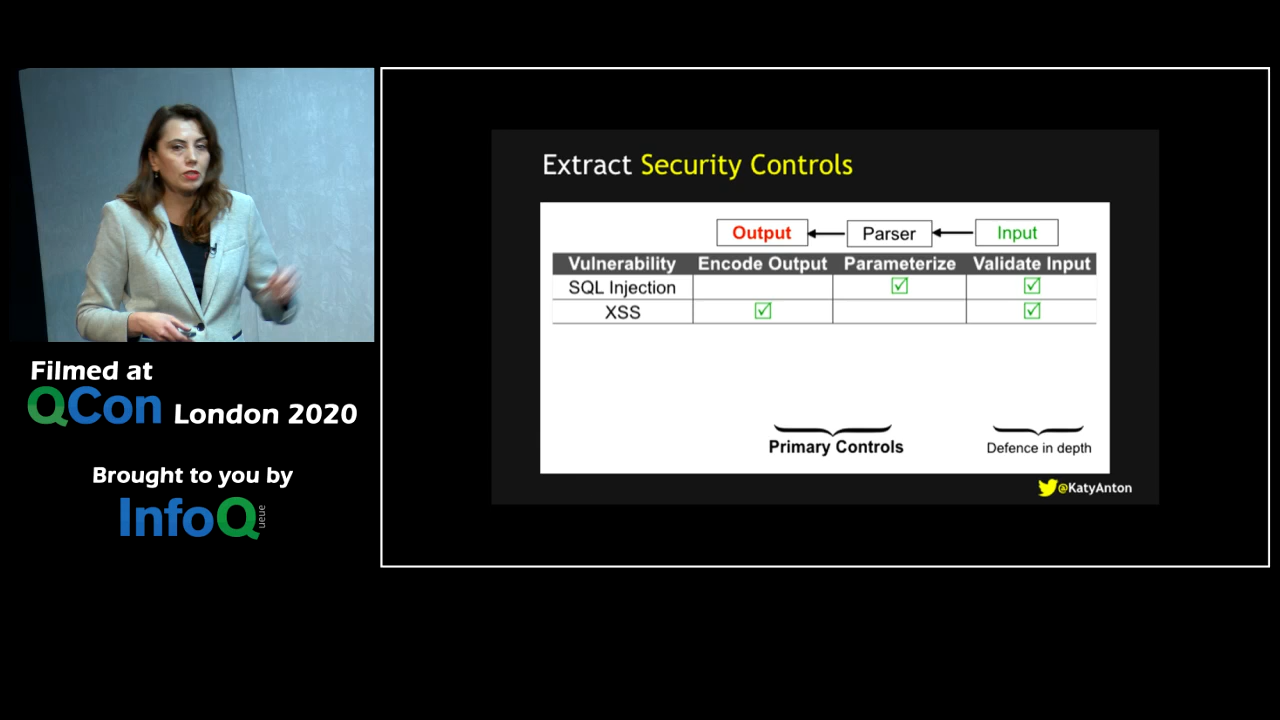 Filmed at
QCon London 2020
Brought to you by
InfoQ
ueue
Extract Security Controls
Output Parser Input
Vulnerability Encode Output Parameterize Validate Input
SQL Injection ☑ ☑
XSS ☑ ☑
Primary Controls Defence in depth
@KatyAnton